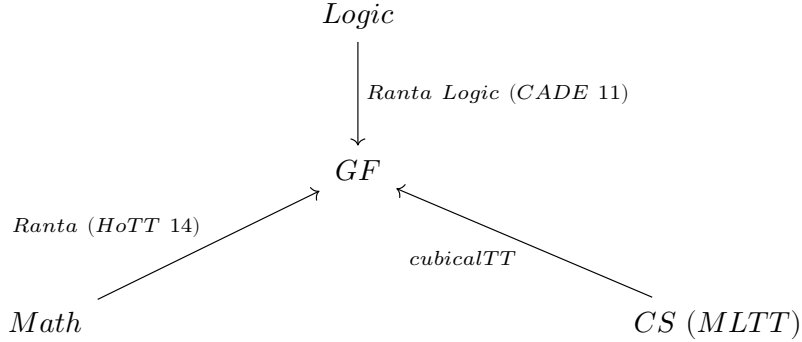 Logic
Ranta Logic (CADE 11)
GF
Ranta (HoTT 14)
cubicalTT
Math
CS (MLTT)